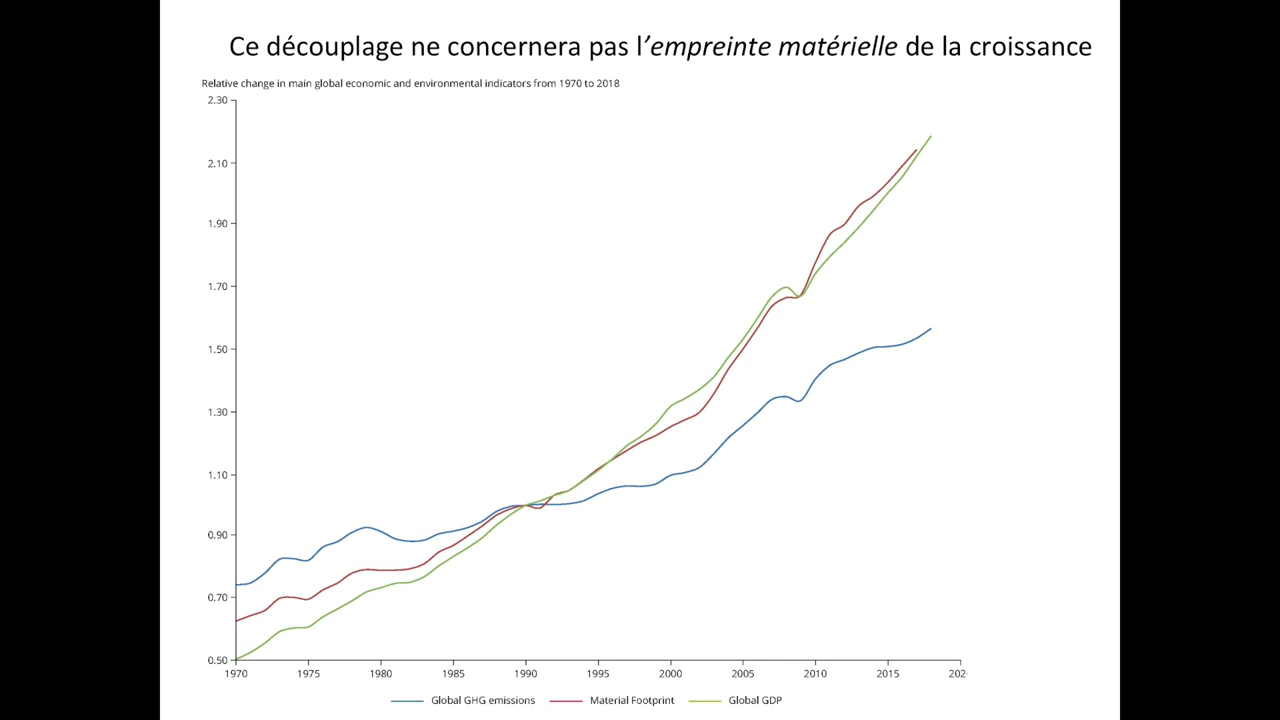 Ce découplage ne concernera pas l’empreinte matérielle de la croissance
Relative change in main global economic and environmental indicators from 1970 to 2018
2.30
2.10
1.90
1.70
1.50
1.30
1.10
0.90
0.70
0.50
1970 1975 1980 1985 1990 1995 2000 2005 2010 2015 202
Global GHG emissions Material Footprint Global GDP